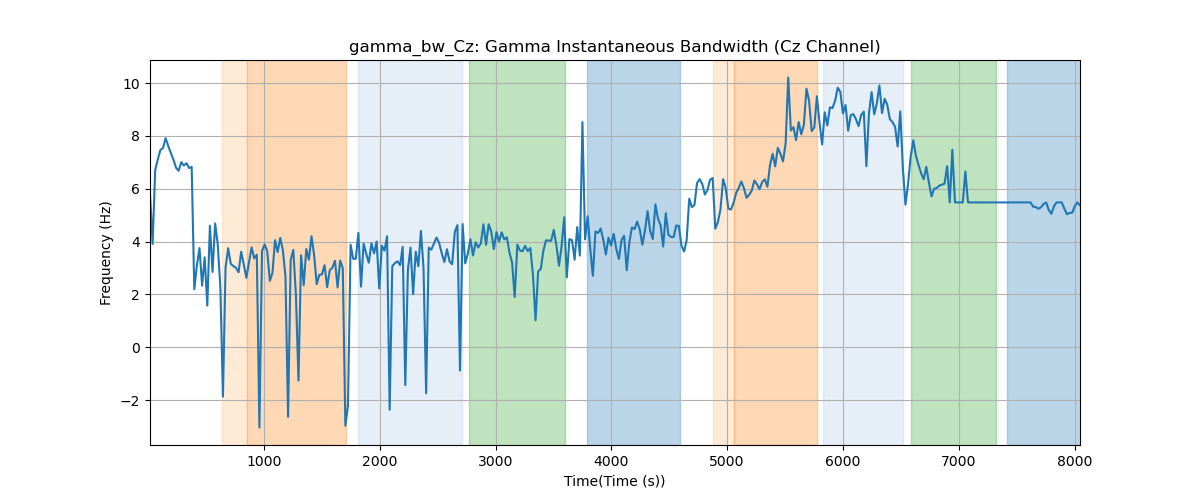 gamma_bw_Cz: Gamma Instantaneous Bandwidth (Cz Channel)
Frequency (Hz)
10
8
6
4
2
0
−2
1000 2000 3000 4000 5000 6000 7000 8000
Time(Time (s))